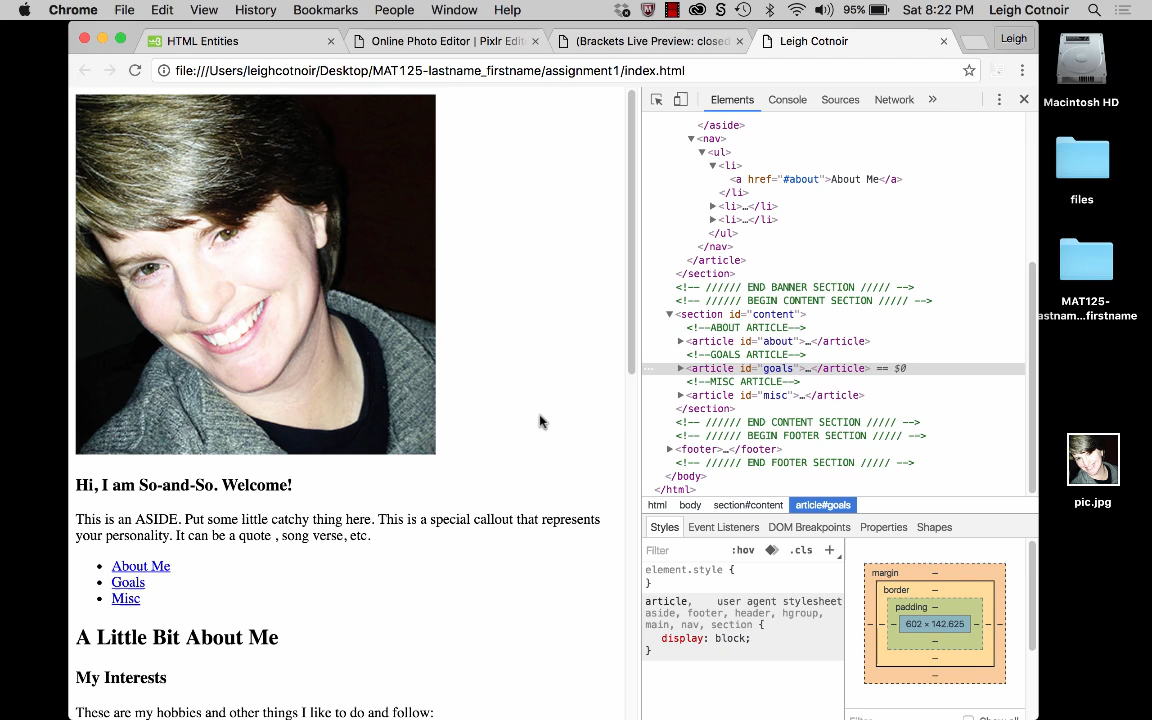 Chrome File Edit View History Bookmarks People Window Help 95% Sat 8:22 PM Leigh Cotnoir
HTML Entities × Online Photo Editor | Pixlr Edit × (Brackets Live Preview: closed × Leigh Cotnoir × Leigh
file:///Users/leighcotnoir/Desktop/MAT125-lastname_firstname/assignment1/index.html
Hi, I am So-and-So. Welcome!
This is an ASIDE. Put some little catchy thing here. This is a special callout that represents
your personality. It can be a quote , song verse, etc.
• About Me
• Goals
• Misc
A Little Bit About Me
My Interests
These are my hobbies and other things I like to do and follow:
Elements Console Sources Network »
</aside>
▼<nav>
▼<ul>
▼<li>
<a href="#about">About Me</a>
</li>
▶<li>…</li>
▶<li>…</li>
</ul>
</nav>
</article>
</section>
<!-- ////// END BANNER SECTION ///// -->
<!-- ////// BEGIN CONTENT SECTION ///// -->
▼<section id="content">
<!--ABOUT ARTICLE-->
▶<article id="about">…</article>
<!--GOALS ARTICLE-->
… ▶<article id="goals">…</article> == $0
<!--MISC ARTICLE-->
▶<article id="misc">…</article>
</section>
<!-- ////// END CONTENT SECTION ///// -->
<!-- ////// BEGIN FOOTER SECTION ///// -->
▶<footer>…</footer>
<!-- ////// END FOOTER SECTION ///// -->
</body>
</html>
html body section#content article#goals
Styles Event Listeners DOM Breakpoints Properties Shapes
Filter :hov .cls +
element.style {
}
article, user agent stylesheet
aside, footer, header, hgroup,
main, nav, section {
display: block;
}
margin –
border –
padding –
– – – 602 × 142.625 – – –
–
–
–
Filter Show all
Macintosh HD
files
MAT125-
astnam...firstname
pic.jpg